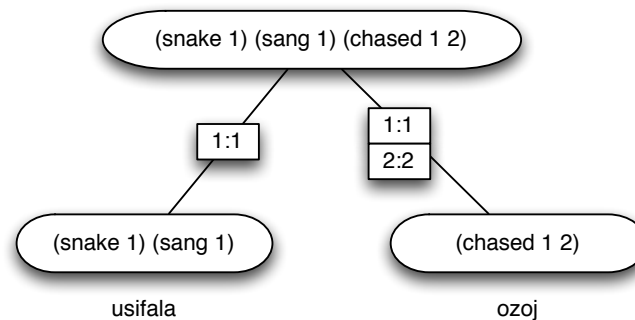 (snake 1) (sang 1) (chased 1 2)
1:1
1:1
2:2
(snake 1) (sang 1)
(chased 1 2)
usifala
ozoj